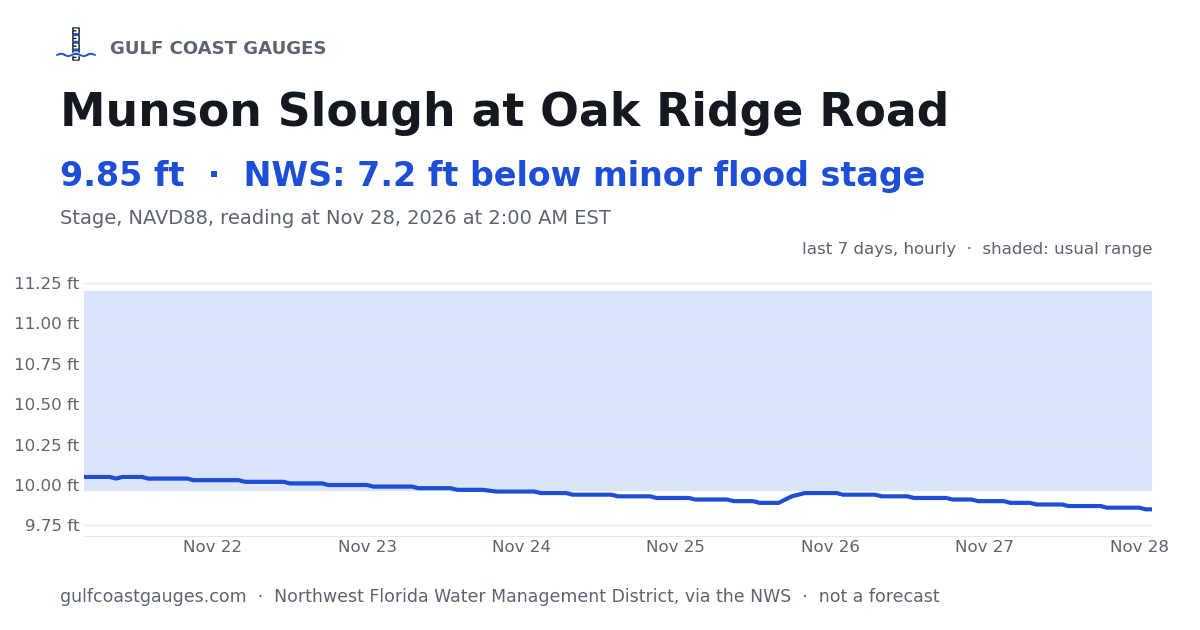 GULF COAST GAUGES
Munson Slough at Oak Ridge Road
9.85 ft · NWS: 7.2 ft below minor flood stage
Stage, NAVD88, reading at Nov 28, 2026 at 2:00 AM EST
last 7 days, hourly · shaded: usual range
11.25 ft
11.00 ft
10.75 ft
10.50 ft
10.25 ft
10.00 ft
9.75 ft
Nov 22 Nov 23 Nov 24 Nov 25 Nov 26 Nov 27 Nov 28
gulfcoastgauges.com · Northwest Florida Water Management District, via the NWS · not a forecast